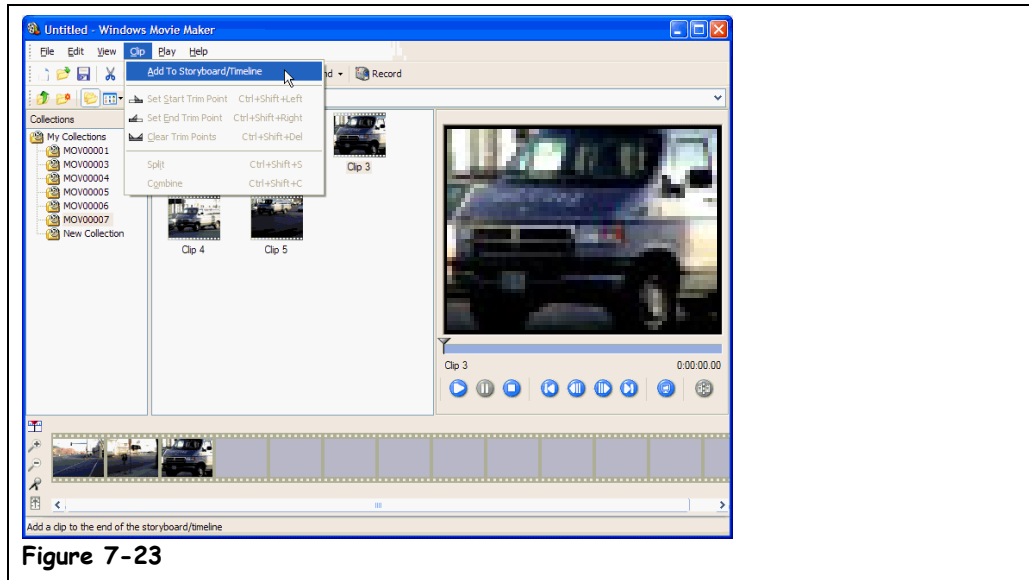 Untitled - Windows Movie Maker
File Edit View Clip Play Help
Add To Storyboard/Timeline
nd Record
Set Start Trim Point Ctrl+Shift+Left
Set End Trim Point Ctrl+Shift+Right
Clear Trim Points Ctrl+Shift+Del
Split Ctrl+Shift+S
Combine Ctrl+Shift+C
Collections
My Collections
MOV00001
MOV00003
MOV00004
MOV00005
MOV00006
MOV00007
New Collection
Clip 3
Clip 4 Clip 5
Clip 3 0:00:00.00
Add a clip to the end of the storyboard/timeline
Figure 7-23